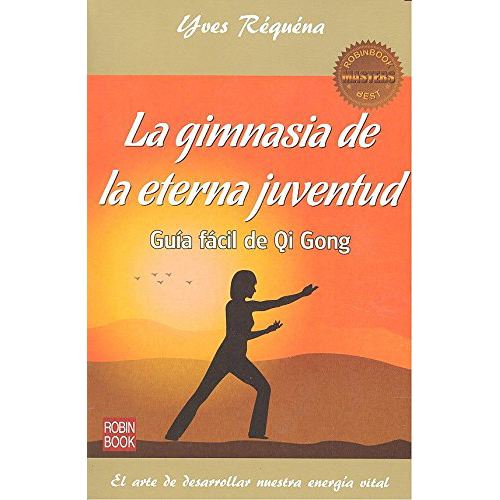 Yves Réquéna
ROBINBOOK
MASTERS
BEST
La gimnasia de
la eterna juventud
Guía fácil de Qi Gong
ROBIN
BOOK
El arte de desarrollar nuestra energía vital